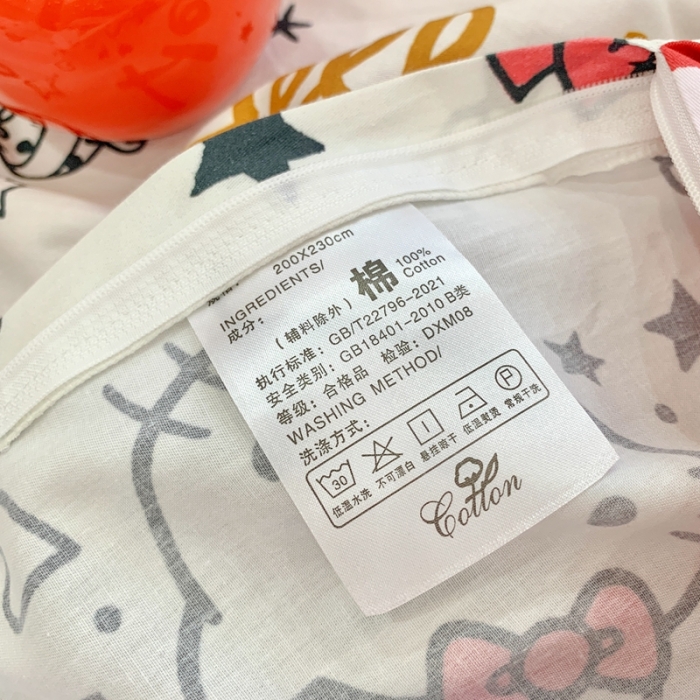 200X230cm
INGREDIENTS/
成分:
(辅料除外) 棉 100% Cotton
执行标准: GB/T22796-2021
安全类别: GB18401-2010 B类
等级: 合格品 检验: DXM08
WASHING METHOD/
洗涤方式:
30
P
低温水洗 不可漂白 悬挂晾干 低温熨烫 常规干洗
Cotton